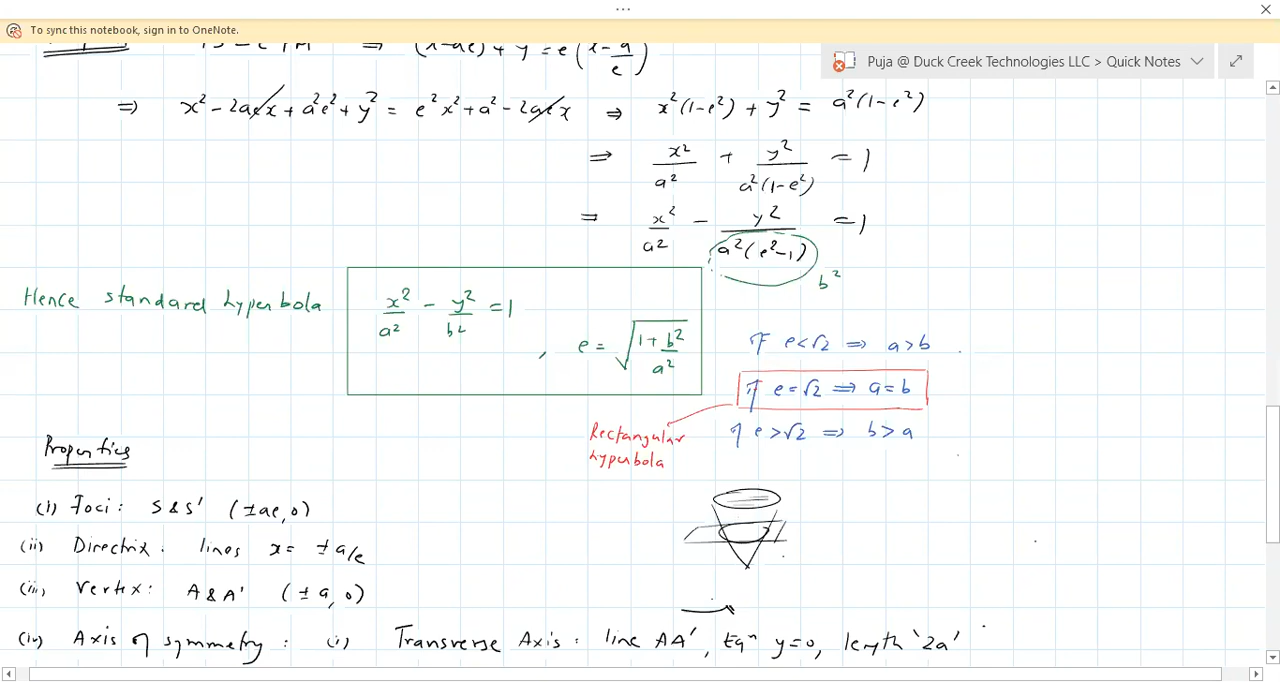 To sync this notebook, sign in to OneNote.
Puja @ Duck Creek Technologies LLC > Quick Notes
⇒ x² - 2aex + a²e² + y² = e²x² + a² - 2aex ⇒ x²(1-e²) + y² = a²(1-e²)
⇒ x²/a² + y²/a²(1-e²) = 1
⇒ x²/a² - y²/a²(e²-1) = 1
b²
Hence standard hyperbola x²/a² - y²/b² = 1 , e = √(1 + b²/a²)
If e < √2 ⇒ a > b
If e = √2 ⇒ a = b
If e > √2 ⇒ b > a
Rectangular
hyperbola
Properties
(i) Foci : S & S' (±ae, 0)
(ii) Directrix : lines x = ±a/e
(iii) Vertex : A & A' (±a, 0)
(iv) Axis of symmetry : (i) Transverse Axis : line AA', Eqⁿ y=0, length '2a'